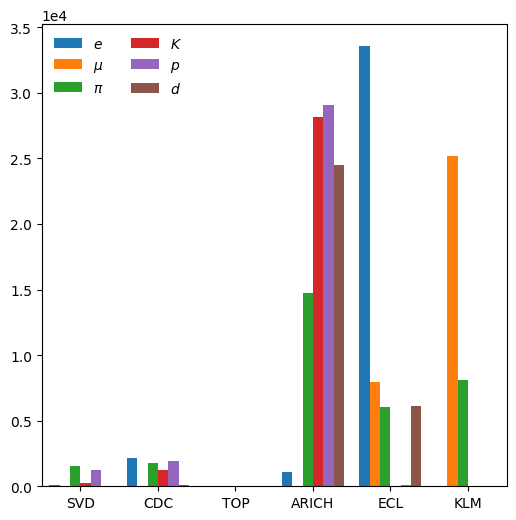 1e4
3.5
3.0
2.5
2.0
1.5
1.0
0.5
0.0
e
μ
π
K
p
d
SVD CDC TOP ARICH ECL KLM